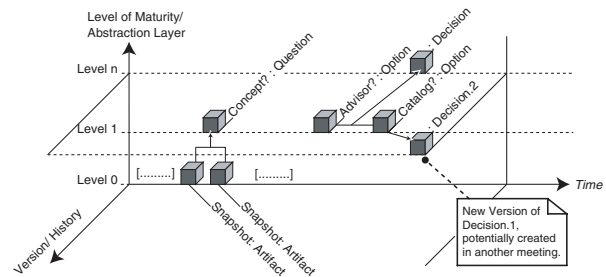 Level of Maturity/
Abstraction Layer
Level n
Level 1
Level 0
Concept? : Question
Advisor? : Option
: Decision
Catalog? : Option
: Decision.2
[.........]
[.........]
Snapshot: Artifact
Snapshot: Artifact
Time
Version/ History
New Version of
Decision.1,
potentially created
in another meeting.